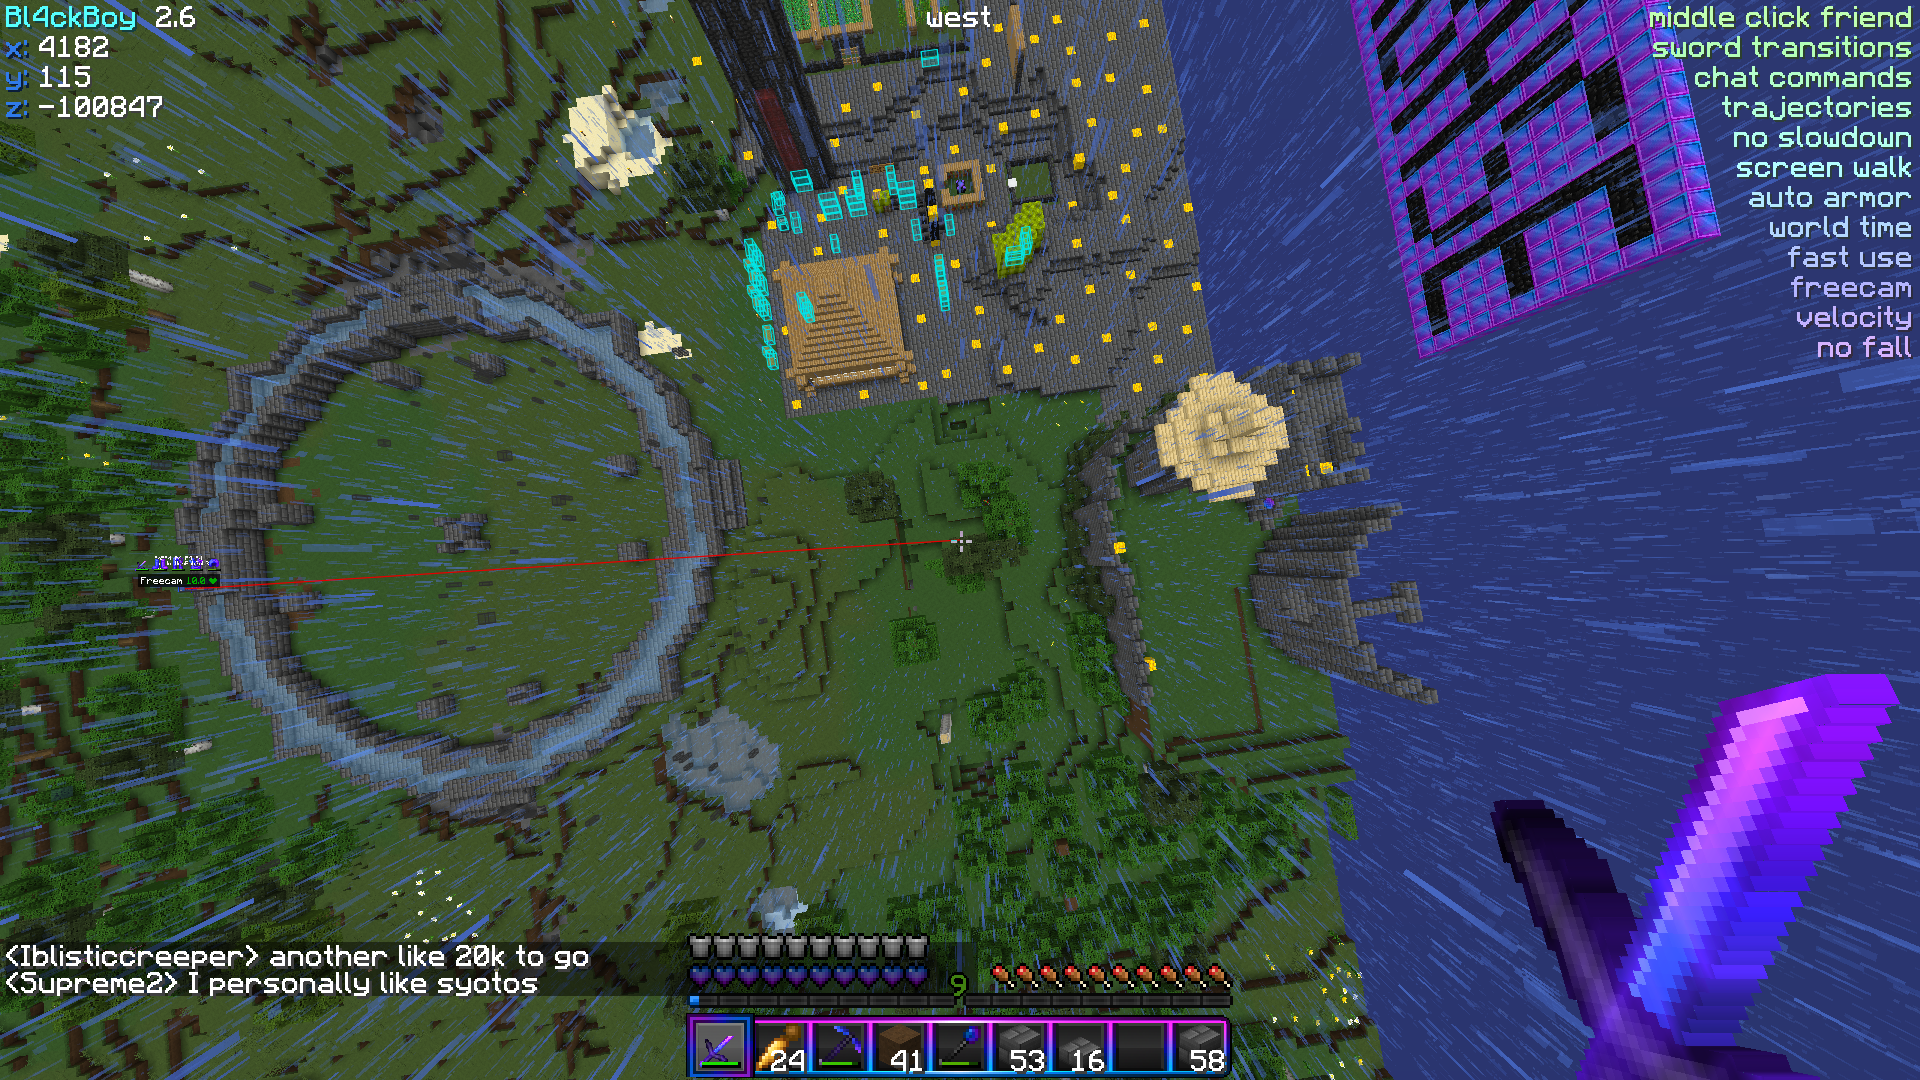 Bl4ckBoy 2.6
x: 4182
y: 115
z: -100847
west
middle click friend
sword transitions
chat commands
trajectories
no slowdown
screen walk
auto armor
world time
fast use
freecam
velocity
no fall
Freecam 10.0
<Iblisticcreeper> another like 20k to go
<Supreme2> I personally like syotos
9
24
41
53
16
58